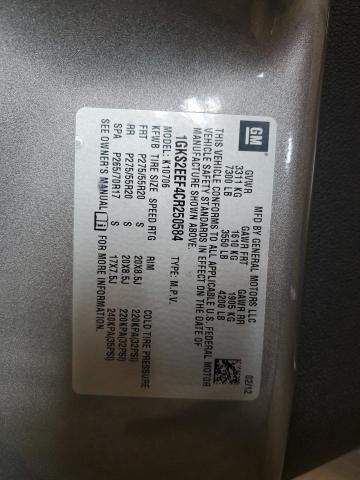 GM
MFD BY GENERAL MOTORS LLC
02/12
GVWR GAWR FRT GAWR RR
3311 KG 1610 KG 1905 KG
7300 LB 3550 LB 4200 LB
THIS VEHICLE CONFORMS TO ALL APPLICABLE U.S. FEDERAL MOTOR
VEHICLE SAFETY STANDARDS IN EFFECT ON THE DATE OF
MANUFACTURE SHOWN ABOVE.
1GKS2EEF4CR250584 TYPE: M.P.V.
MODEL: K10706
KFWB TIRE SIZE SPEED RTG RIM COLD TIRE PRESSURE
FRT P275/55R20 S 20X8.5J 220KPA(32PSI)
RR P275/55R20 S 20X8.5J 220KPA(32PSI)
SPA P265/70R17 S 17X7.5J 240KPA(35PSI)
SEE OWNER'S MANUAL FOR MORE INFORMATION.